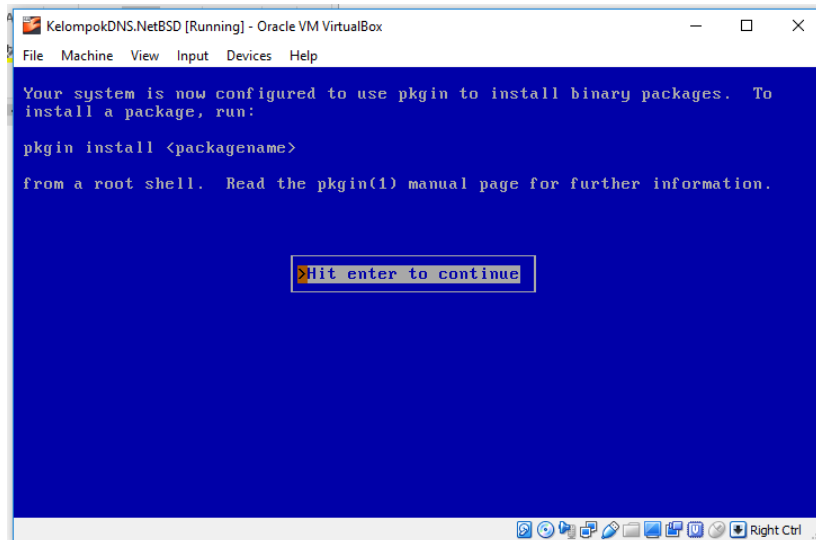 KelompokDNS.NetBSD [Running] - Oracle VM VirtualBox
File Machine View Input Devices Help
Your system is now configured to use pkgin to install binary packages.  To
install a package, run:
pkgin install <packagename>
from a root shell.  Read the pkgin(1) manual page for further information.
>Hit enter to continue
Right Ctrl